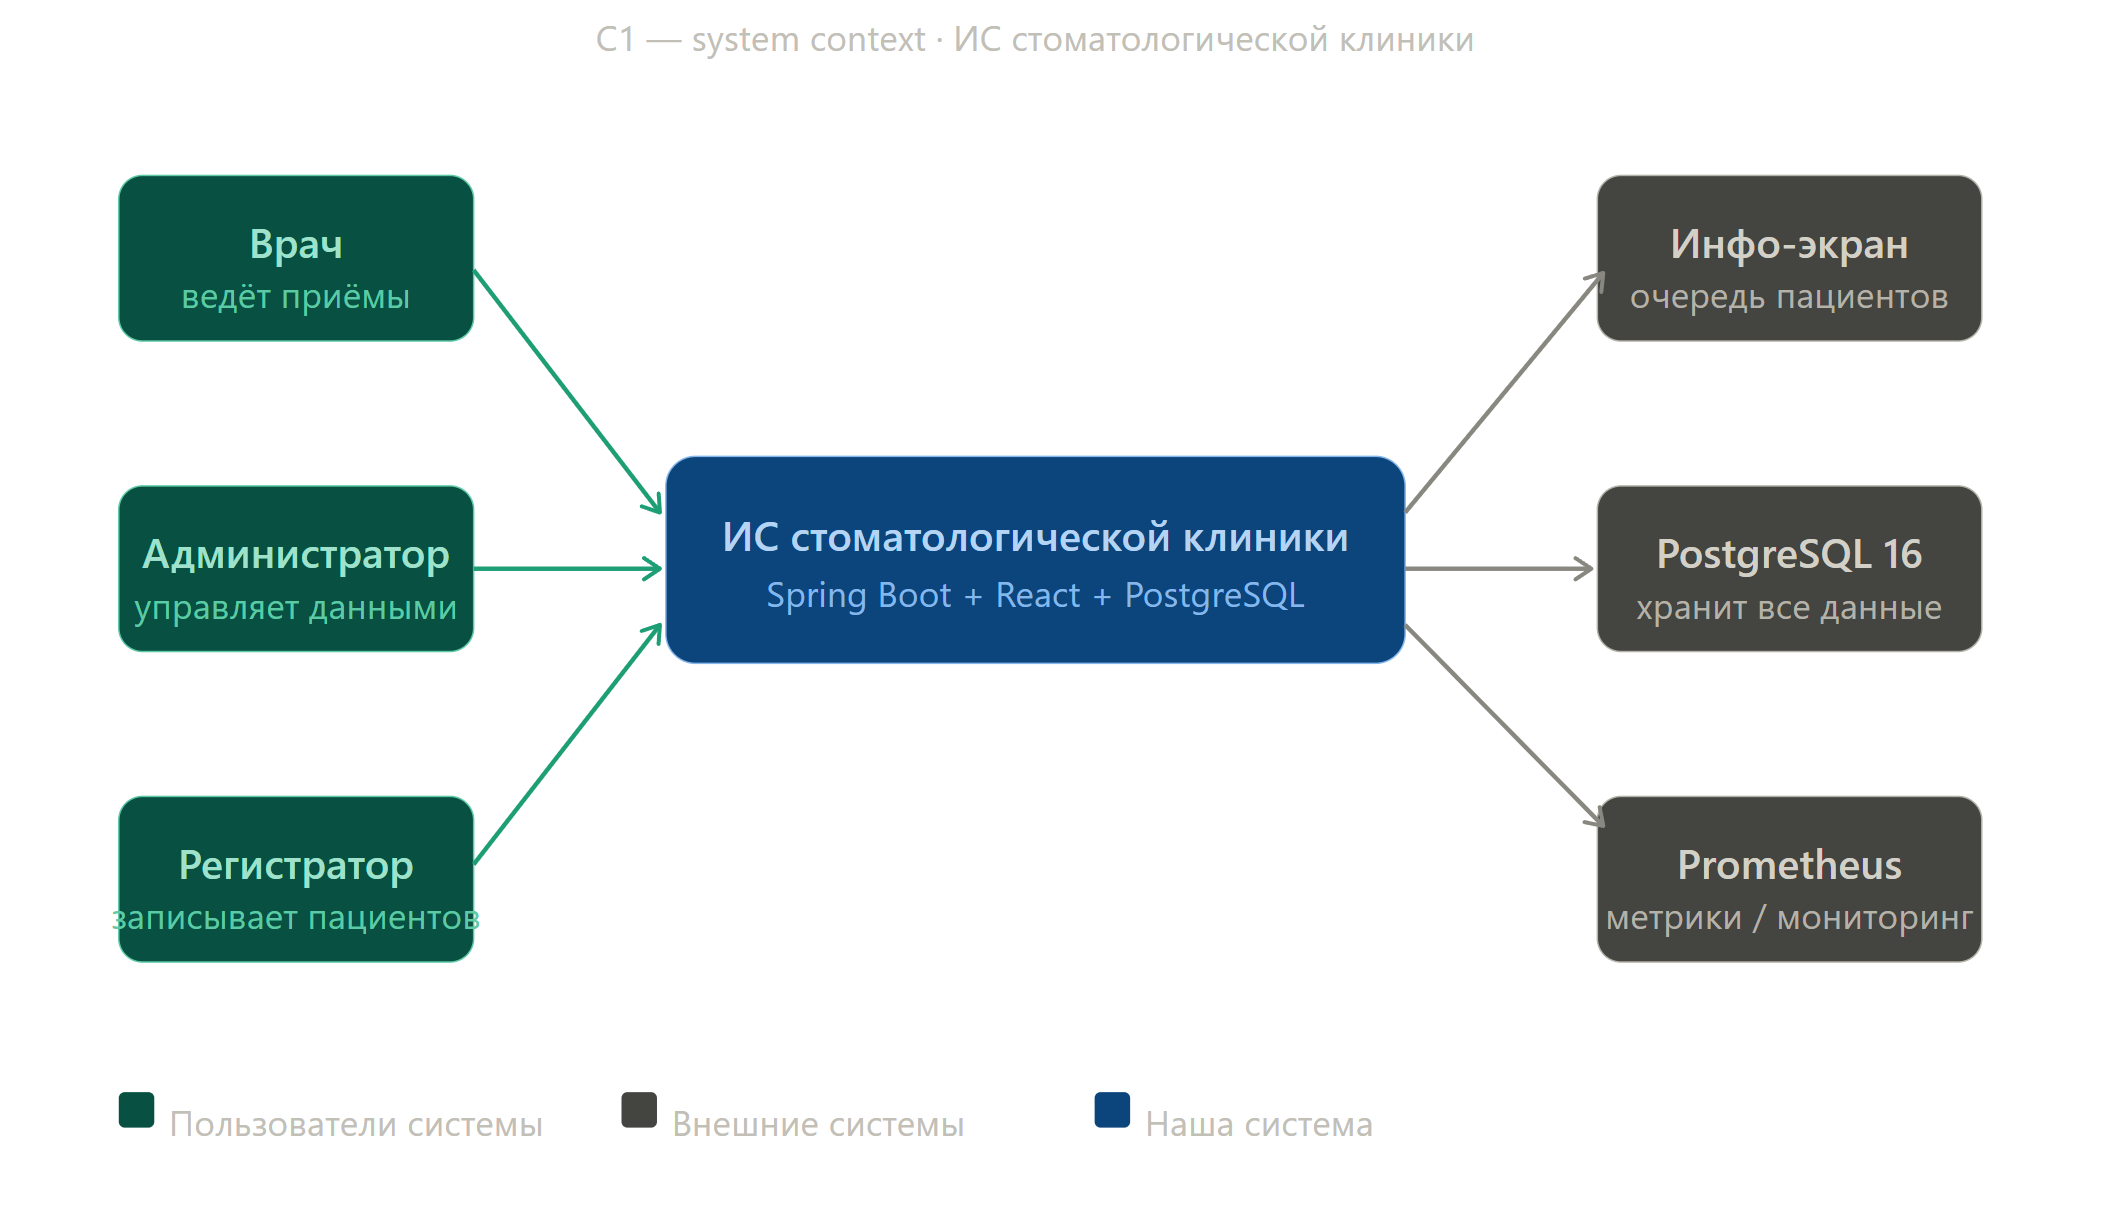 C1 — system context · ИС стоматологической клиники
Врач
ведёт приёмы
Администратор
управляет данными
Регистратор
записывает пациентов
ИС стоматологической клиники
Spring Boot + React + PostgreSQL
Инфо-экран
очередь пациентов
PostgreSQL 16
хранит все данные
Prometheus
метрики / мониторинг
Пользователи системы
Внешние системы
Наша система